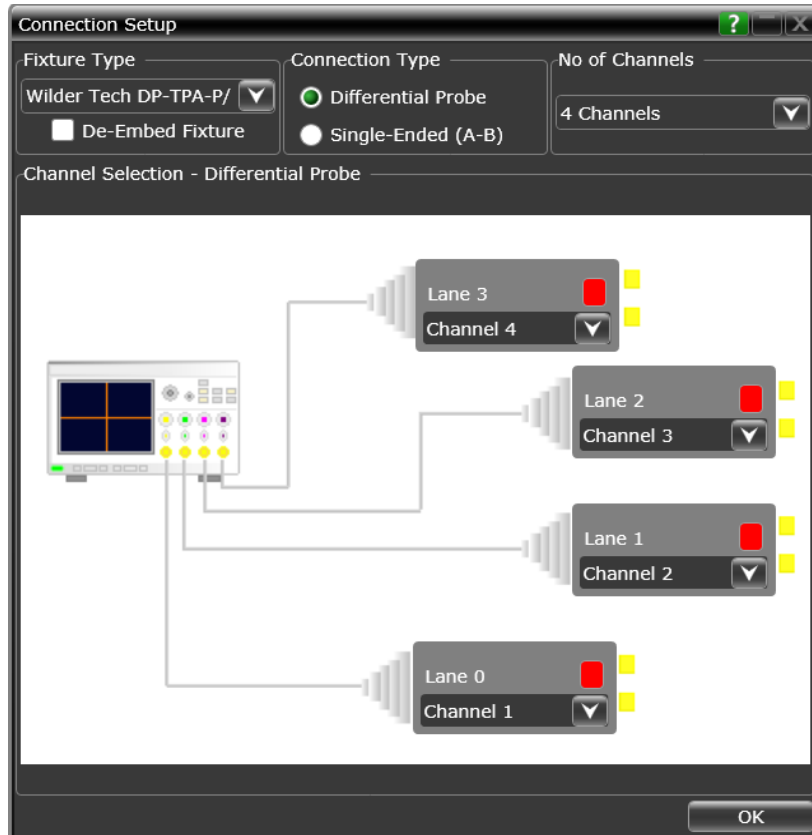 Connection Setup
?
X
Fixture Type
Connection Type
No of Channels
Wilder Tech DP-TPA-P/
Differential Probe
4 Channels
De-Embed Fixture
Single-Ended (A-B)
Channel Selection - Differential Probe
Lane 3
Channel 4
Lane 2
Channel 3
Lane 1
Channel 2
Lane 0
Channel 1
OK